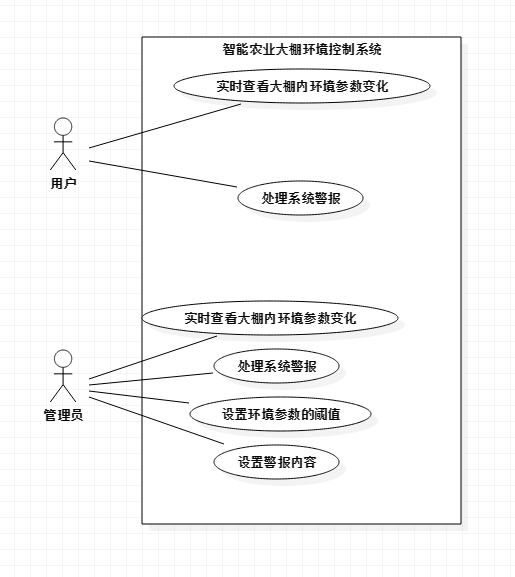 智能农业大棚环境控制系统
实时查看大棚内环境参数变化
用户
处理系统警报
实时查看大棚内环境参数变化
处理系统警报
管理员
设置环境参数的阈值
设置警报内容